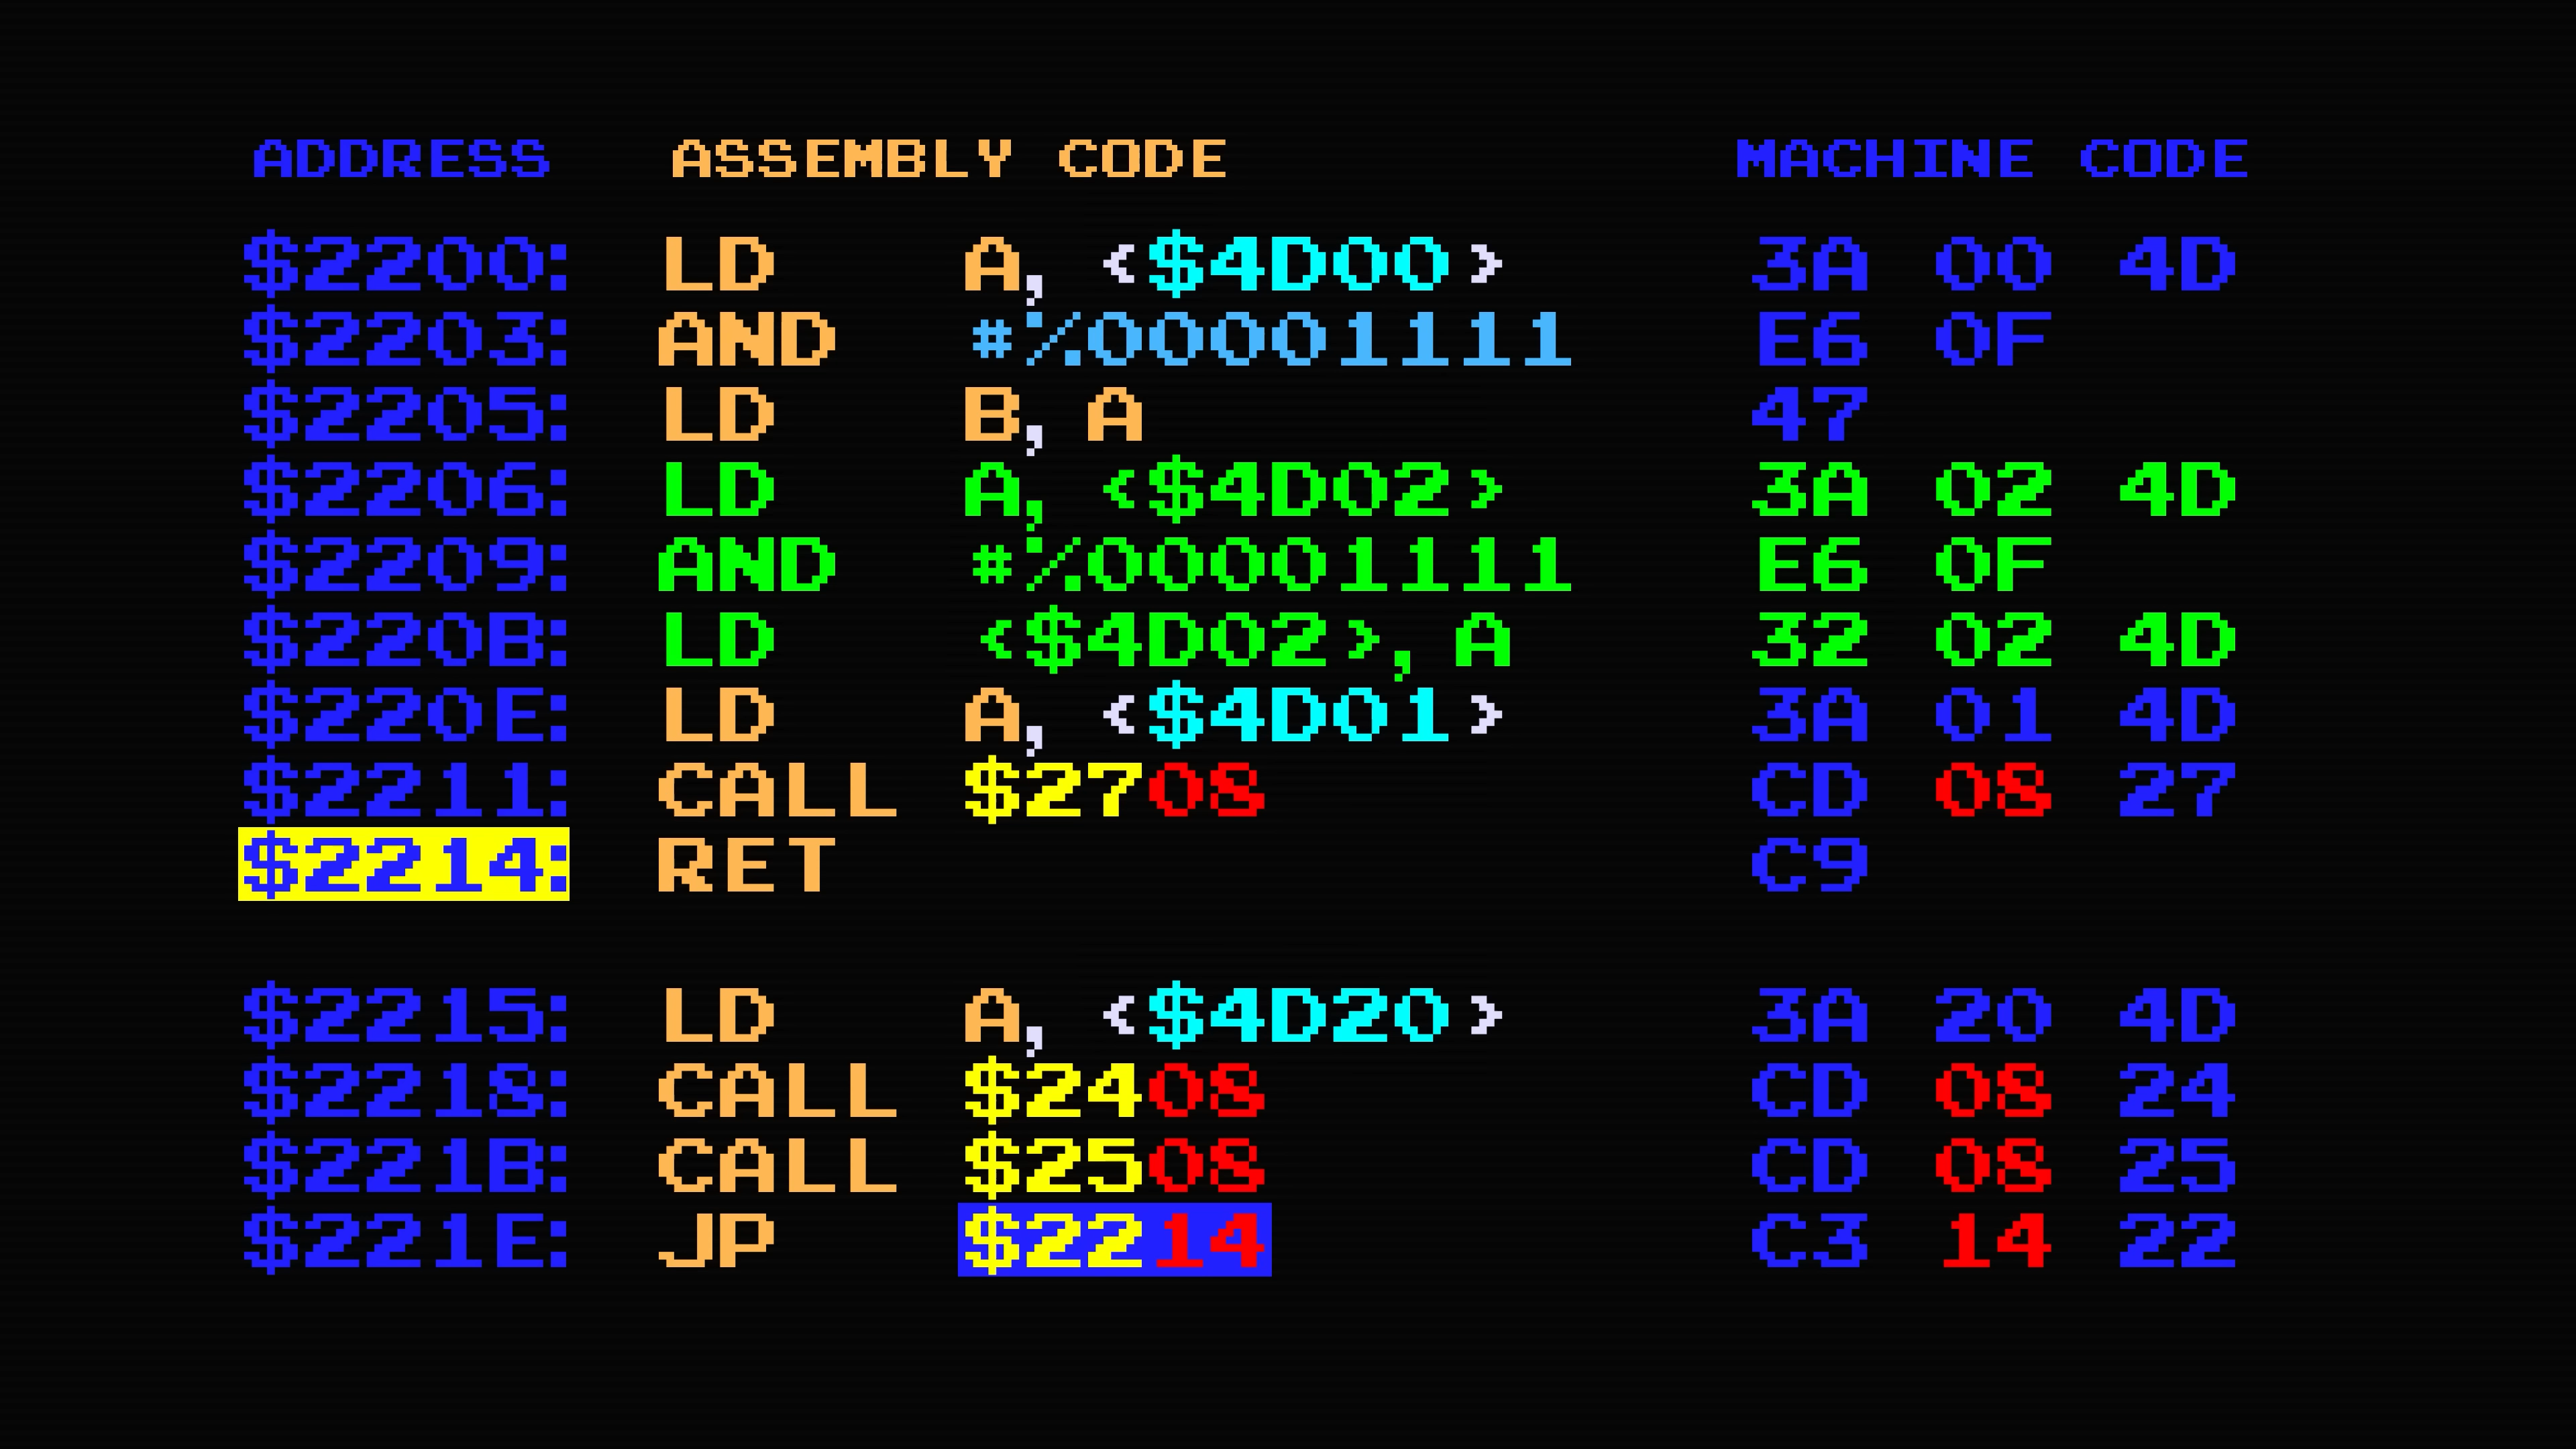 ADDRESS ASSEMBLY CODE MACHINE CODE
$2200: LD A, <$4D00> 3A 00 4D
$2203: AND #%00001111 E6 0F
$2205: LD B, A 47
$2206: LD A, <$4D02> 3A 02 4D
$2209: AND #%00001111 E6 0F
$220B: LD <$4D02>, A 32 02 4D
$220E: LD A, <$4D01> 3A 01 4D
$2211: CALL $2708 CD 08 27
$2214: RET C9
$2215: LD A, <$4D20> 3A 20 4D
$2218: CALL $2408 CD 08 24
$221B: CALL $2508 CD 08 25
$221E: JP $2214 C3 14 22